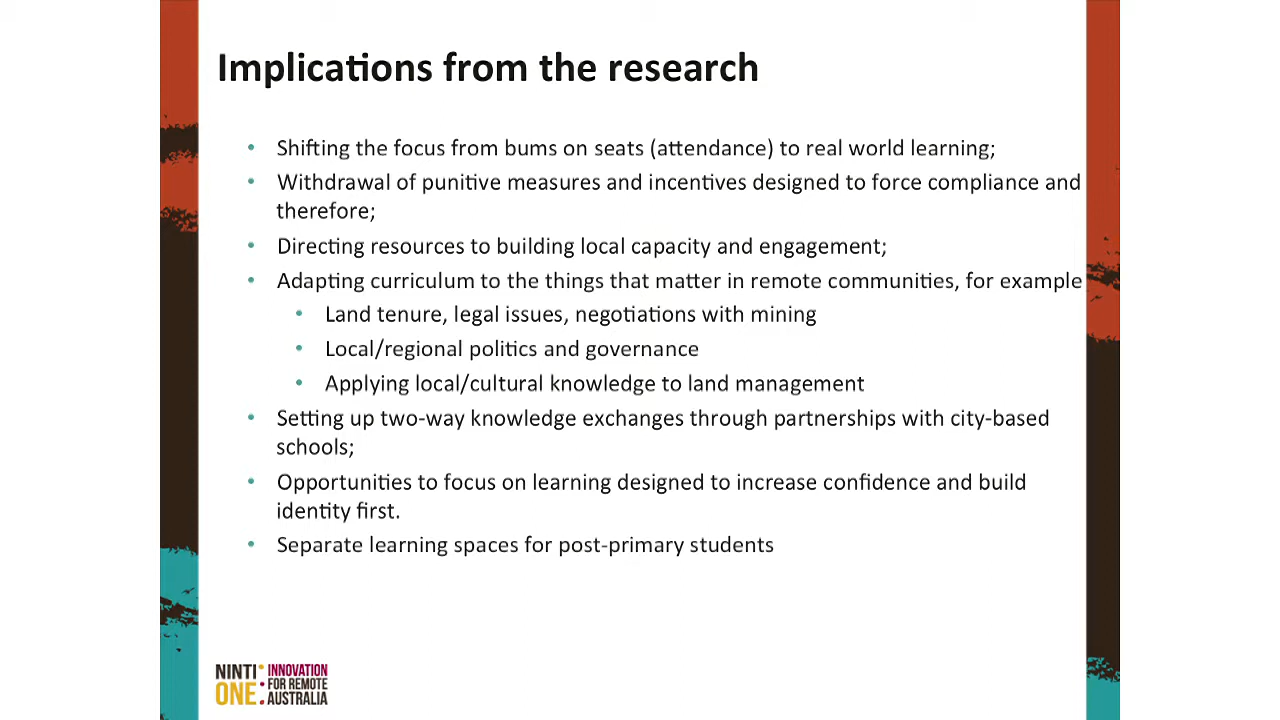 Implications from the research
• Shifting the focus from bums on seats (attendance) to real world learning;
• Withdrawal of punitive measures and incentives designed to force compliance and
therefore;
• Directing resources to building local capacity and engagement;
• Adapting curriculum to the things that matter in remote communities, for example
• Land tenure, legal issues, negotiations with mining
• Local/regional politics and governance
• Applying local/cultural knowledge to land management
• Setting up two-way knowledge exchanges through partnerships with city-based
schools;
• Opportunities to focus on learning designed to increase confidence and build
identity first.
• Separate learning spaces for post-primary students
NINTI
ONE
INNOVATION
FOR REMOTE
AUSTRALIA